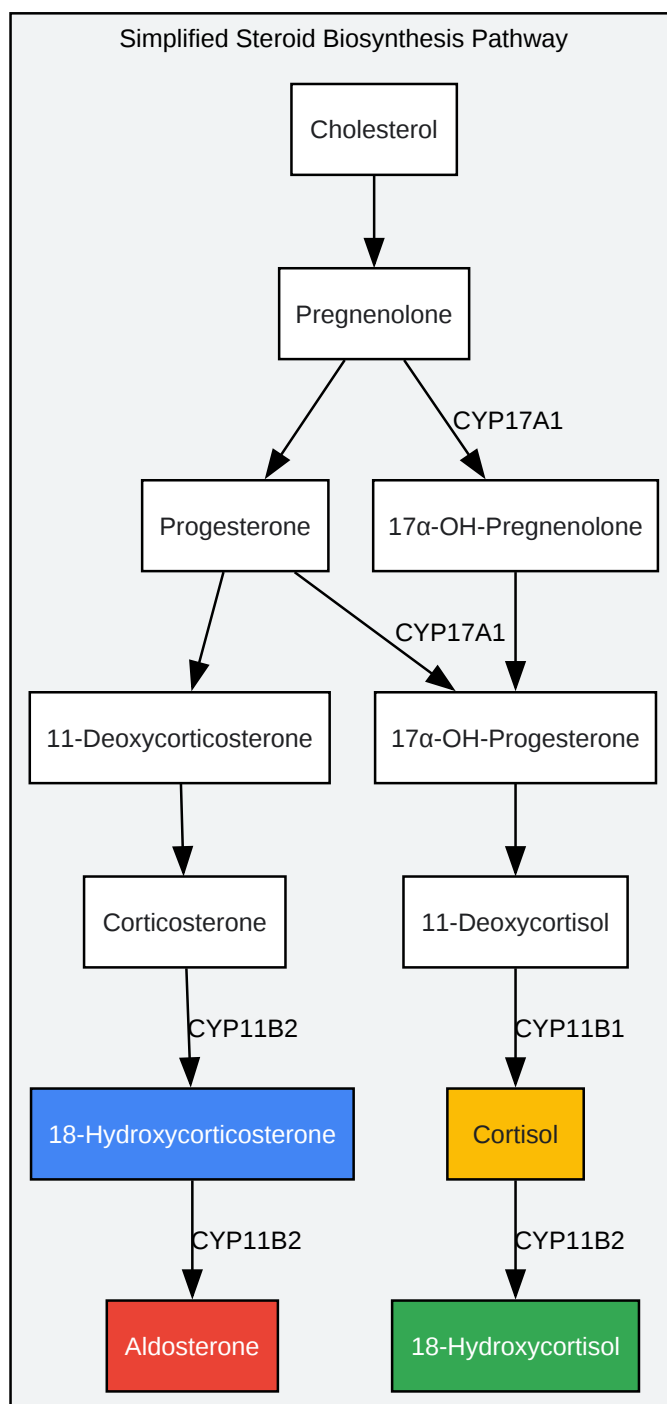 Simplified Steroid Biosynthesis Pathway
Cholesterol
Pregnenolone
CYP17A1
Progesterone
17α-OH-Pregnenolone
CYP17A1
11-Deoxycorticosterone
17α-OH-Progesterone
Corticosterone
11-Deoxycortisol
CYP11B2
CYP11B1
18-Hydroxycorticosterone
Cortisol
CYP11B2
CYP11B2
Aldosterone
18-Hydroxycortisol